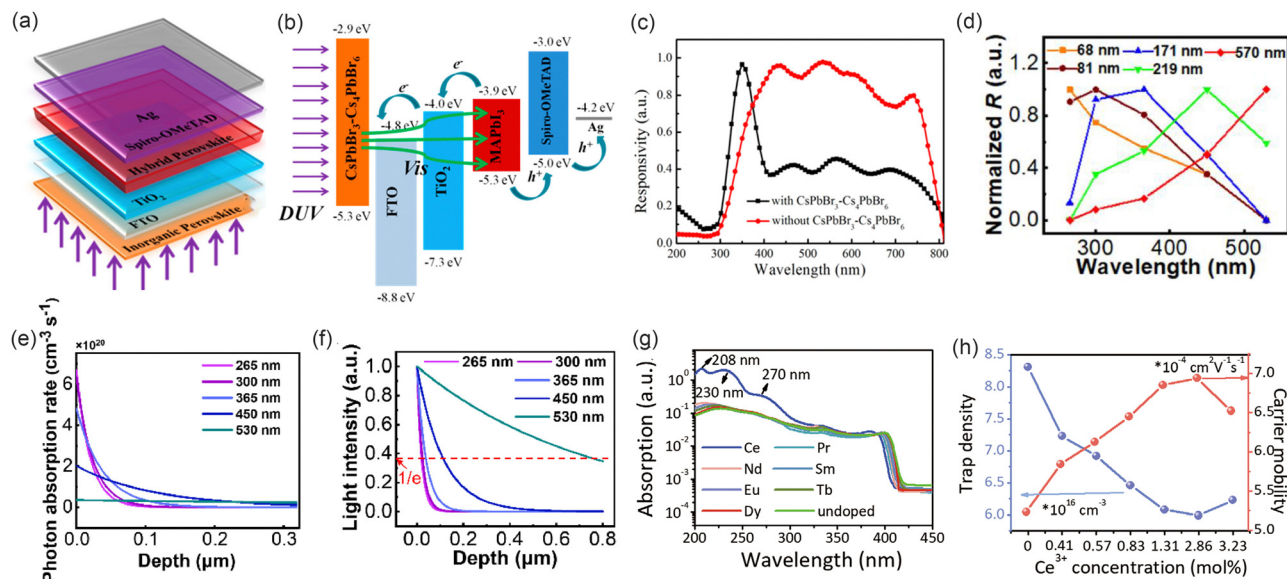 (a)
Ag
Spiro-OMeTAD
Hybrid Perovskite
TiO₂
FTO
Inorganic Perovskite
(b)
-2.9 eV
CsPbBr₃-Cs₄PbBr₆
-5.3 eV
DUV
e⁻
-4.8 eV
FTO
-8.8 eV
Vis
e⁻
-4.0 eV
TiO₂
-7.3 eV
-3.9 eV
MAPbI₃
-5.3 eV
h⁺
-3.0 eV
Spiro-OMeTAD
-5.0 eV
h⁺
-4.2 eV
Ag
(c)
Responsivity (a.u.)
1.0
0.8
0.6
0.4
0.2
0.0
with CsPbBr₃-Cs₄PbBr₆
without CsPbBr₃-Cs₄PbBr₆
200 300 400 500 600 700 800
Wavelength (nm)
(d)
68 nm 171 nm 570 nm
81 nm 219 nm
Normalized R (a.u.)
1.0
0.8
0.4
0.0
300 400 500
Wavelength (nm)
(e)
Photon absorption rate (cm⁻³ s⁻¹)
×10²⁰
6
4
2
0
265 nm
300 nm
365 nm
450 nm
530 nm
0.0 0.1 0.2 0.3
Depth (µm)
(f)
Light intensity (a.u.)
1.0
0.8
0.6
0.4
0.2
0.0
265 nm 300 nm
365 nm
450 nm
530 nm
1/e
0.0 0.2 0.4 0.6 0.8
Depth (µm)
(g)
Absorption (a.u.)
10⁰
10⁻¹
10⁻²
10⁻³
10⁻⁴
208 nm
230 nm
270 nm
Ce Pr
Nd Sm
Eu Tb
Dy undoped
200 250 300 350 400 450
Wavelength (nm)
(h)
Trap density
8.5
8.0
7.5
7.0
6.5
6.0
*10⁻⁴ cm²V⁻¹s⁻¹
*10¹⁶ cm⁻³
7.0
6.5
6.0
5.5
5.0
Carrier mobility
0 0.41 0.57 0.83 1.31 2.86 3.23
Ce³⁺ concentration (mol%)